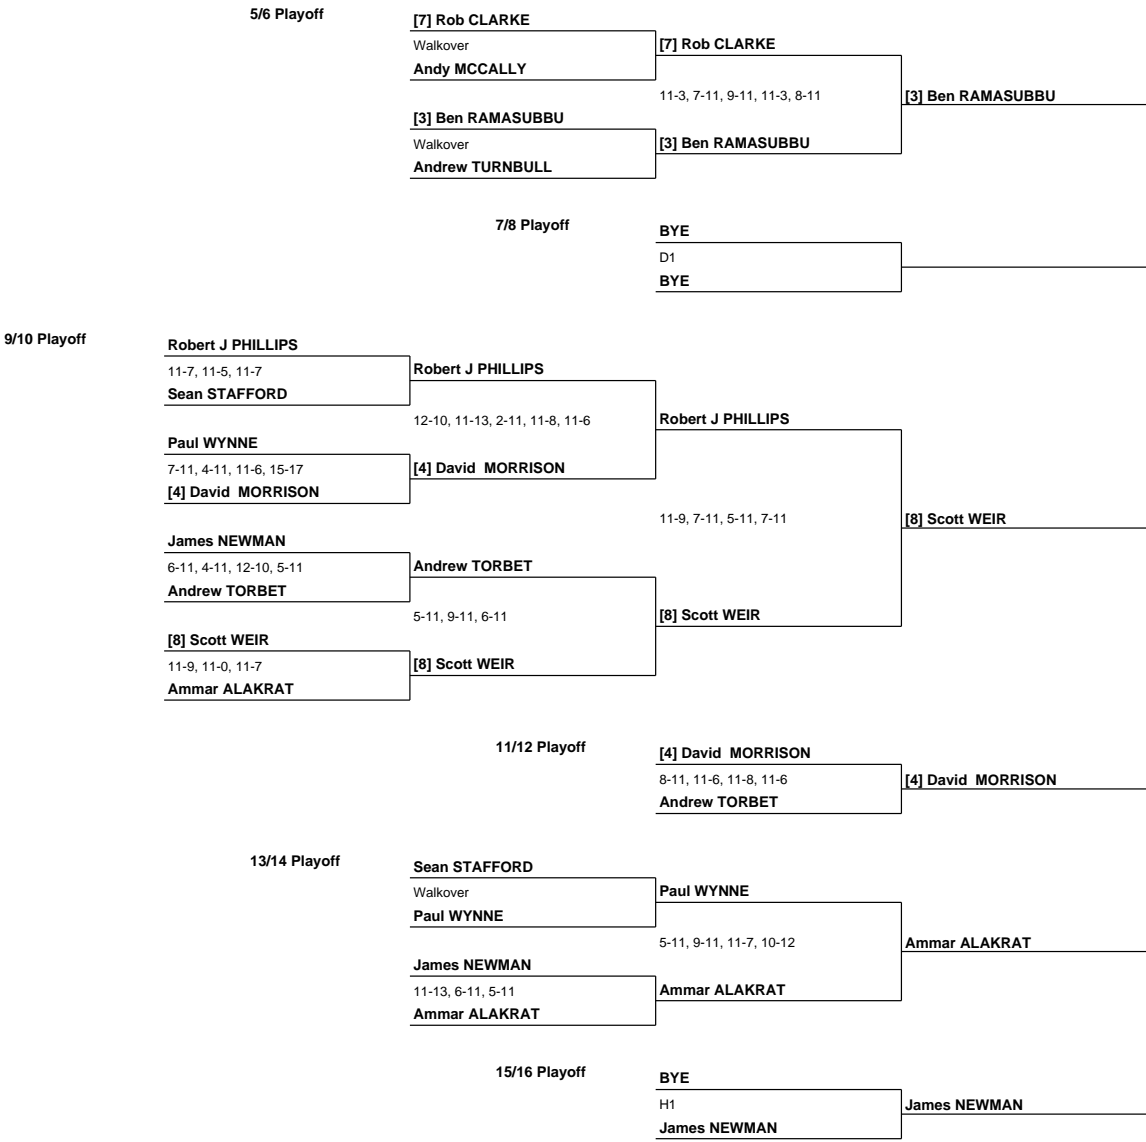 5/6 Playoff
[7] Rob CLARKE
Walkover
[7] Rob CLARKE
Andy MCCALLY
11-3, 7-11, 9-11, 11-3, 8-11
[3] Ben RAMASUBBU
[3] Ben RAMASUBBU
Walkover
[3] Ben RAMASUBBU
Andrew TURNBULL
7/8 Playoff
BYE
D1
BYE
9/10 Playoff
Robert J PHILLIPS
11-7, 11-5, 11-7
Robert J PHILLIPS
Sean STAFFORD
12-10, 11-13, 2-11, 11-8, 11-6
Robert J PHILLIPS
Paul WYNNE
7-11, 4-11, 11-6, 15-17
[4] David  MORRISON
[4] David  MORRISON
11-9, 7-11, 5-11, 7-11
[8] Scott WEIR
James NEWMAN
6-11, 4-11, 12-10, 5-11
Andrew TORBET
Andrew TORBET
5-11, 9-11, 6-11
[8] Scott WEIR
[8] Scott WEIR
11-9, 11-0, 11-7
[8] Scott WEIR
Ammar ALAKRAT
11/12 Playoff
[4] David  MORRISON
8-11, 11-6, 11-8, 11-6
[4] David  MORRISON
Andrew TORBET
13/14 Playoff
Sean STAFFORD
Walkover
Paul WYNNE
Paul WYNNE
5-11, 9-11, 11-7, 10-12
Ammar ALAKRAT
James NEWMAN
11-13, 6-11, 5-11
Ammar ALAKRAT
Ammar ALAKRAT
15/16 Playoff
BYE
H1
James NEWMAN
James NEWMAN